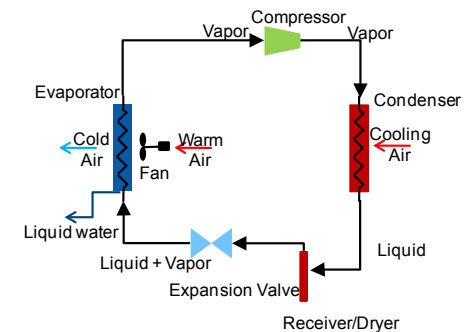 Compressor
Vapor
Vapor
Evaporator
Condenser
Cold
Air
Warm
Air
Fan
Cooling
Air
Liquid water
Liquid
Liquid + Vapor
Expansion Valve
Receiver/Dryer